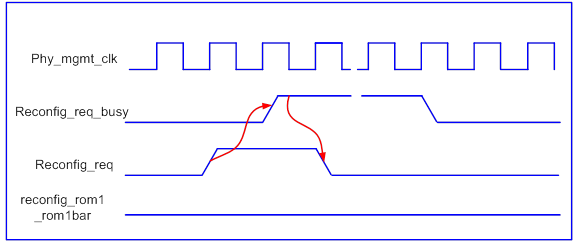 Phy_mgmt_clk
Reconfig_req_busy
Reconfig_req
reconfig_rom1
_rom1bar